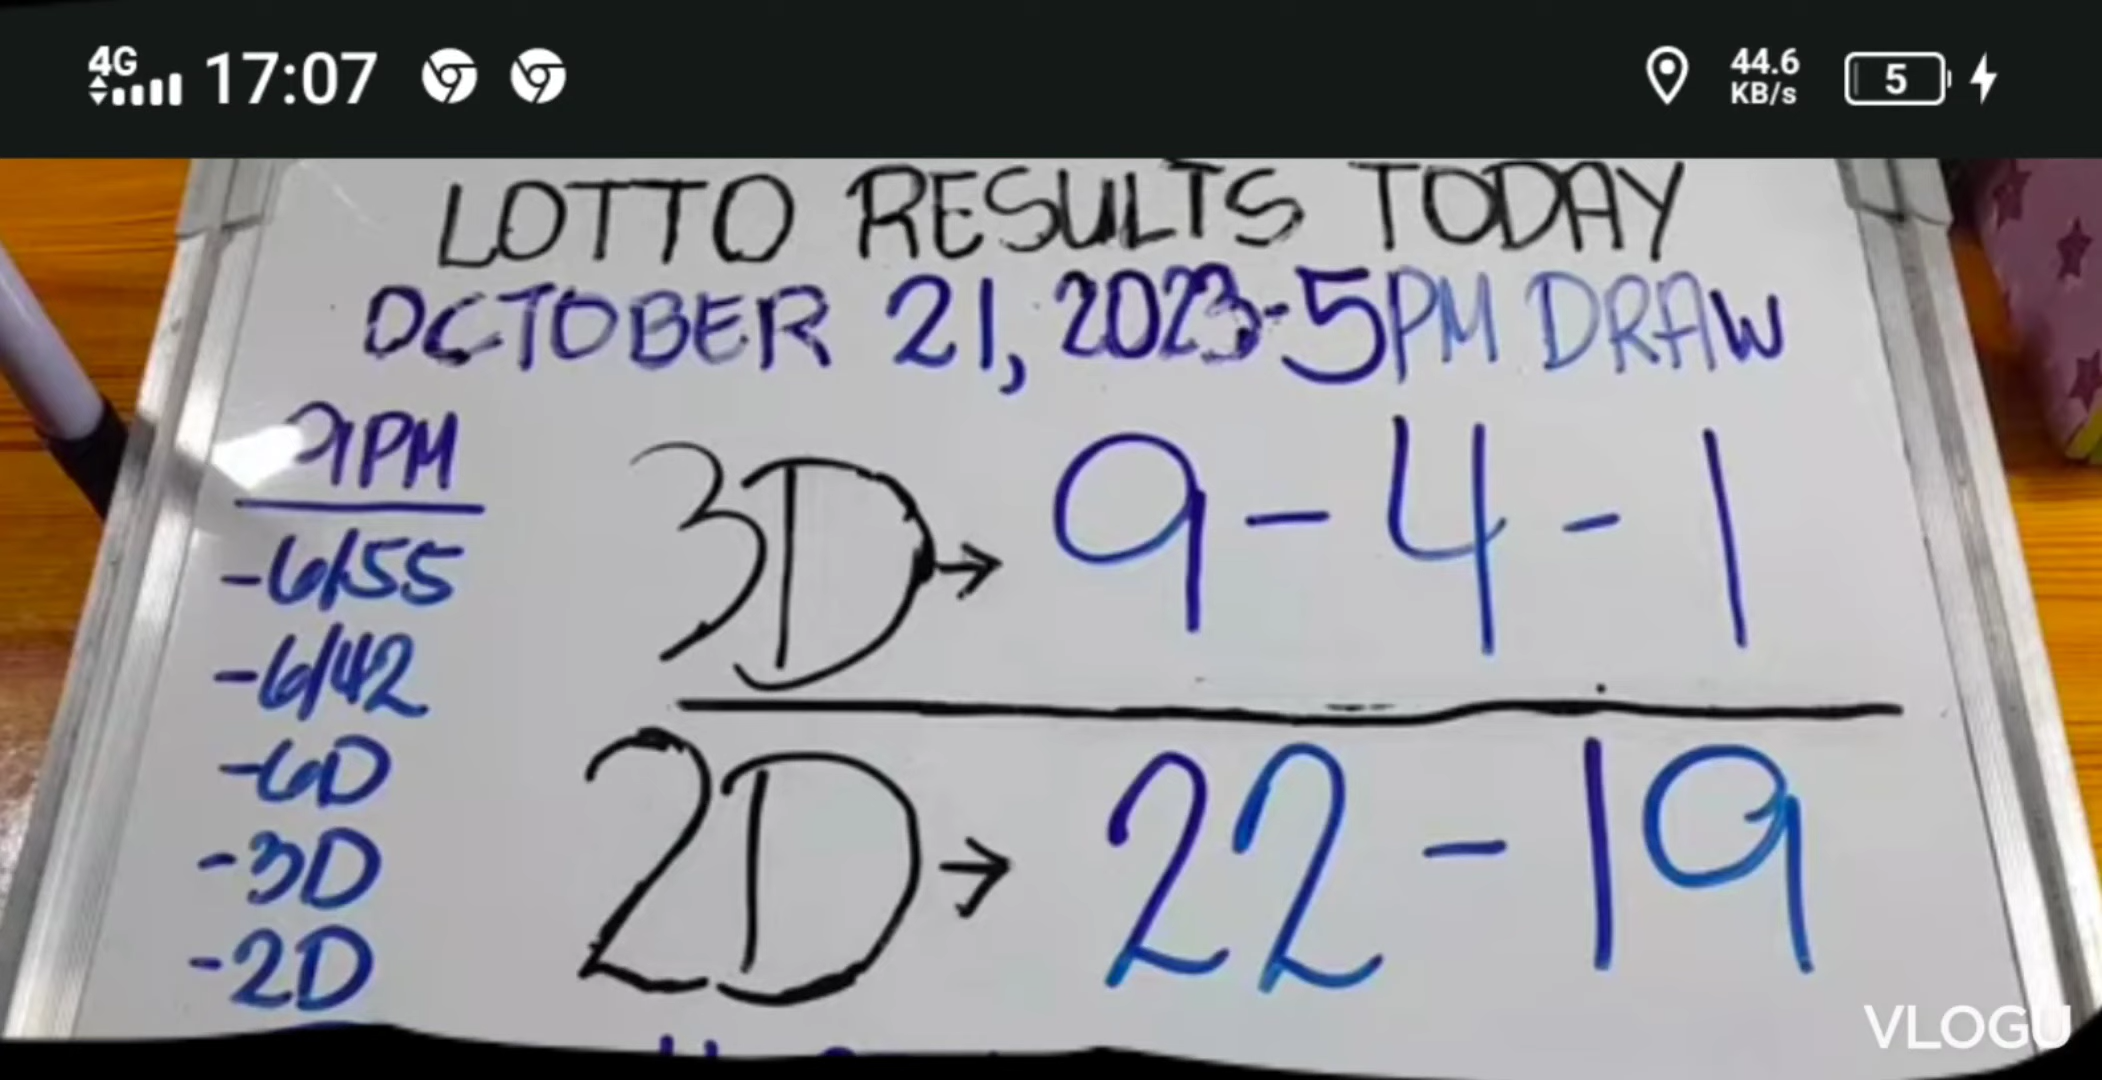 4G 17:07 44.6 KB/s 5
LOTTO RESULTS TODAY
OCTOBER 21, 2023-5PM DRAW
9PM
-6/55
-6/42
-6D
-3D
-2D
3D→ 9-4-1
2D→ 22-19
VLOGU